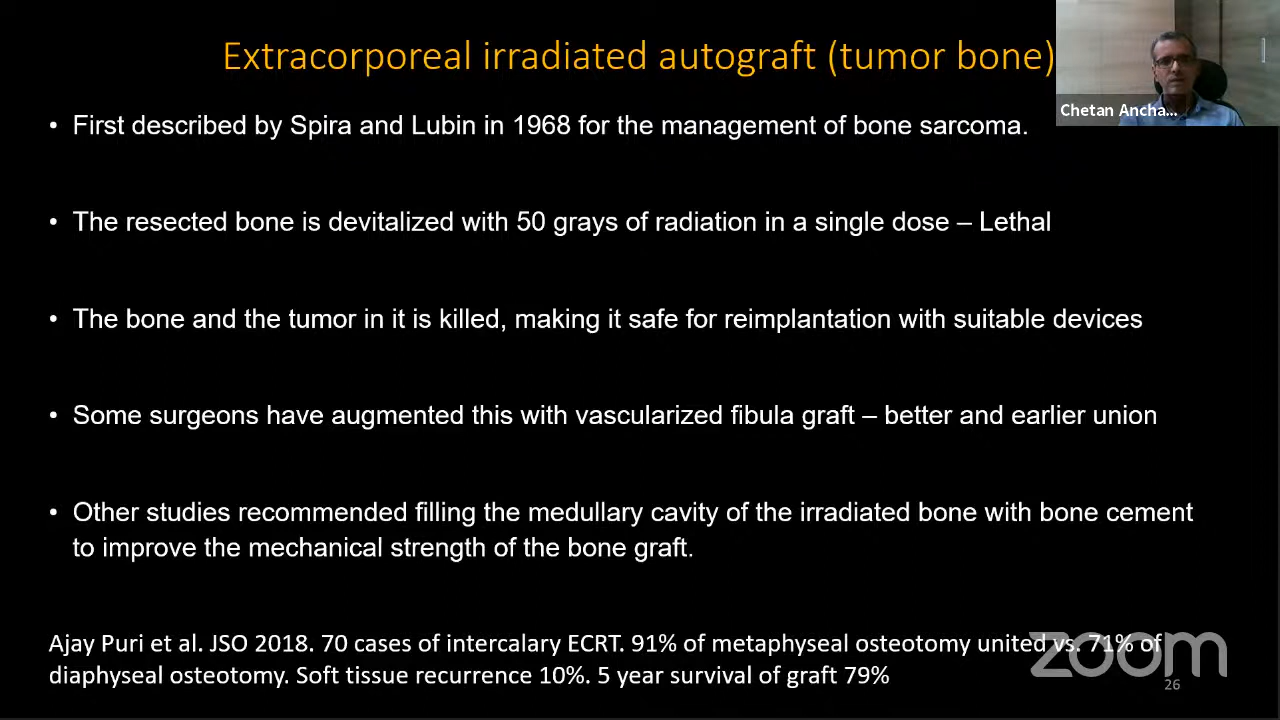 Extracorporeal irradiated autograft (tumor bone)
Chetan Ancha...
• First described by Spira and Lubin in 1968 for the management of bone sarcoma.
• The resected bone is devitalized with 50 grays of radiation in a single dose – Lethal
• The bone and the tumor in it is killed, making it safe for reimplantation with suitable devices
• Some surgeons have augmented this with vascularized fibula graft – better and earlier union
• Other studies recommended filling the medullary cavity of the irradiated bone with bone cement
to improve the mechanical strength of the bone graft.
Ajay Puri et al. JSO 2018. 70 cases of intercalary ECRT. 91% of metaphyseal osteotomy united vs. 71% of
diaphyseal osteotomy. Soft tissue recurrence 10%. 5 year survival of graft 79%
zoom
26